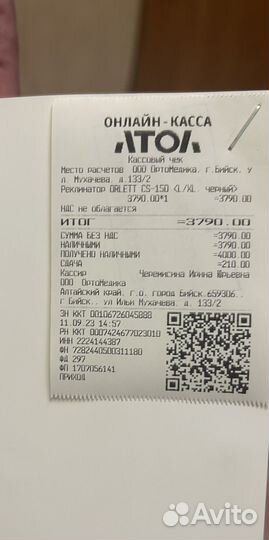 ОНЛАЙН-КАССА
АТОЛ
Кассовый чек
Место расчетов ООО ОртоМедика, г.Бийск, у
л. Мухачева, д.133/2
Реклинатор ORLETT CS-150 <L/XL черный>
3790.00*1 =3790.00
НДС не облагается
ИТОГ =3790.00
СУММА БЕЗ НДС =3790.00
НАЛИЧНЫМИ =3790.00
ПОЛУЧЕНО НАЛИЧНЫМИ =4000.00
СДАЧА =210.00
Кассир Черемисина Ирина Юрьевна
ООО ОртоМедика
Алтайский край, г.о. город Бийск,659306,,
г Бийск,, ул Ильи Мухачева, д. 133/2
ЗН ККТ 00106726045888
11.09.23 14:57
РН ККТ 0007424677023010
ИНН 2224144387
ФН 7282440500311180
ФД 297
ФП 1707056141
ПРИХОД
Avito